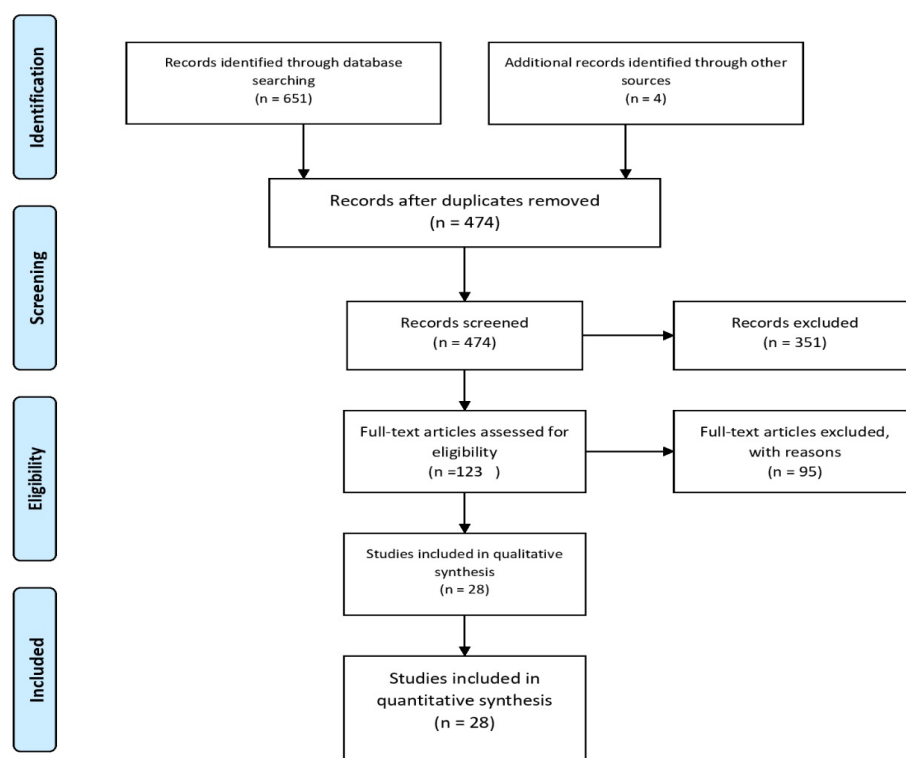 Identification
Records identified through database
searching
(n = 651)
Additional records identified through other
sources
(n = 4)
Records after duplicates removed
(n = 474)
Screening
Records screened
(n = 474)
Records excluded
(n = 351)
Eligibility
Full-text articles assessed for
eligibility
(n =123   )
Full-text articles excluded,
with reasons
(n = 95)
Studies included in qualitative
synthesis
(n = 28)
Included
Studies included in
quantitative synthesis
(n = 28)